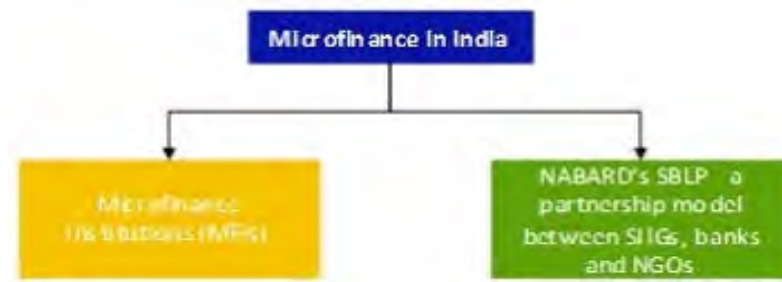 Microfinance in India
Microfinance
Institutions (MFIs)
NABARD's SBLP a
partnership model
between SHGs, banks
and NGOs